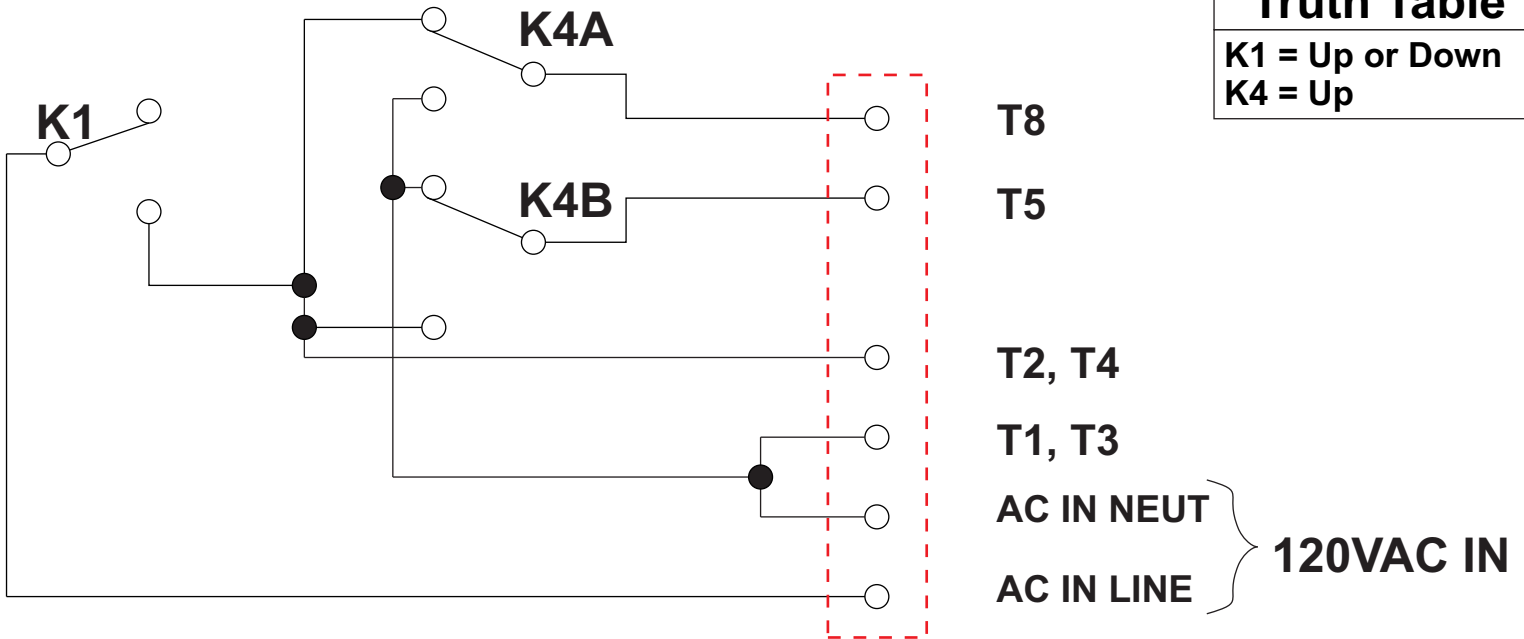 Truth Table
K1 = Up or Down
K4 = Up
K4A
K1
T8
K4B
T5
T2, T4
T1, T3
AC IN NEUT
120VAC IN
AC IN LINE